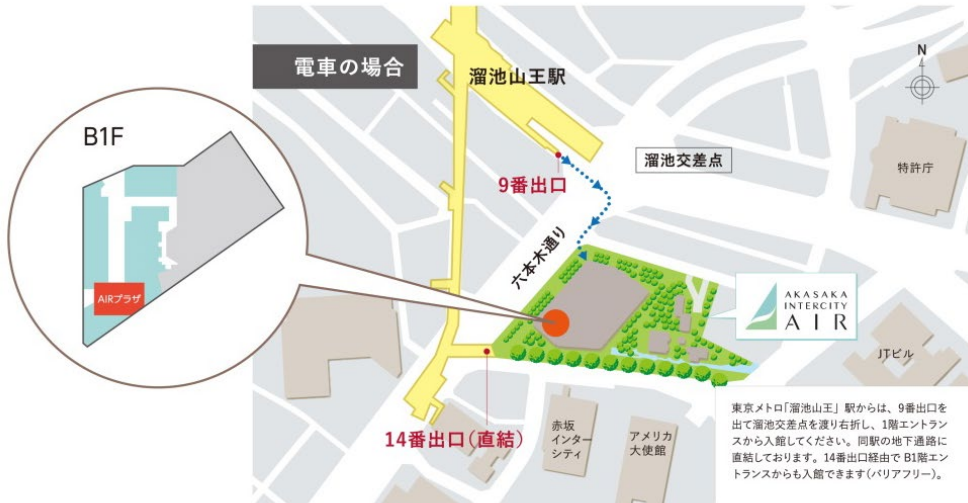 電車の場合
溜池山王駅
N
B1F
溜池交差点
特許庁
9番出口
六本木通り
AIRプラザ
AKASAKA
INTERCITY
AIR
JTビル
14番出口(直結)
赤坂
インター
シティ
アメリカ
大使館
東京メトロ「溜池山王」駅からは、9番出口を
出て溜池交差点を渡り右折し、1階エントラン
スから入館してください。同駅の地下通路に
直結しております。14番出口経由で B1階エン
トランスからも入館できます(バリアフリー)。